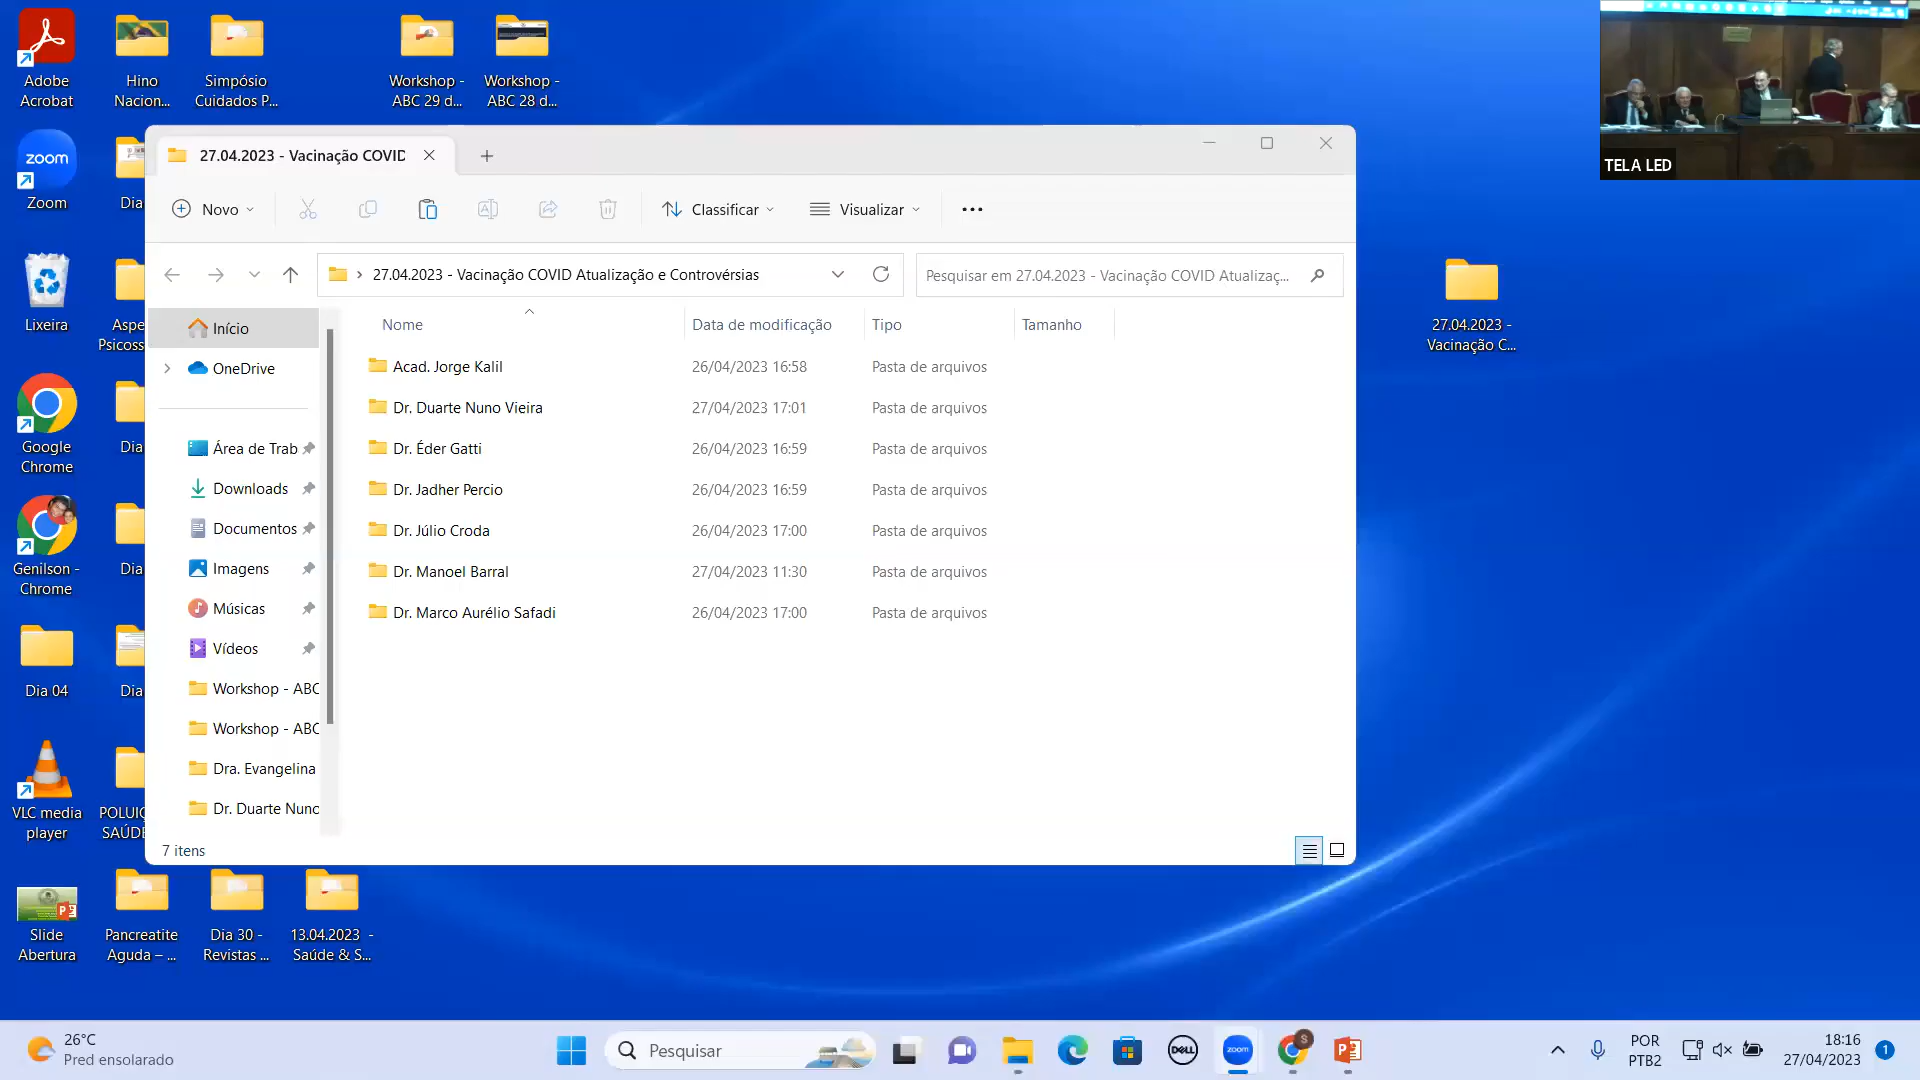 Adobe
Acrobat
Hino
Nacion...
Simpósio
Cuidados P...
Workshop -
ABC 29 d...
Workshop -
ABC 28 d...
TELA LED
zoom
Zoom
Dia
Lixeira
Aspe
Psicoss
Google
Chrome
Dia
Genilson -
Chrome
Dia
Dia 04
Dia
VLC media
player
POLUIÇ
SAÚDE
Slide
Abertura
Pancreatite
Aguda – ...
Dia 30 -
Revistas ...
13.04.2023 -
Saúde & S...
27.04.2023 -
Vacinação C...
27.04.2023 - Vacinação COVID
Novo
Classificar
Visualizar
27.04.2023 - Vacinação COVID Atualização e Controvérsias
Pesquisar em 27.04.2023 - Vacinação COVID Atualizaç...
Início
OneDrive
Área de Trab
Downloads
Documentos
Imagens
Músicas
Vídeos
Workshop - ABC
Workshop - ABC
Dra. Evangelina
Dr. Duarte Nuno
Nome Data de modificação Tipo Tamanho
Acad. Jorge Kalil 26/04/2023 16:58 Pasta de arquivos
Dr. Duarte Nuno Vieira 27/04/2023 17:01 Pasta de arquivos
Dr. Éder Gatti 26/04/2023 16:59 Pasta de arquivos
Dr. Jadher Percio 26/04/2023 16:59 Pasta de arquivos
Dr. Júlio Croda 26/04/2023 17:00 Pasta de arquivos
Dr. Manoel Barral 27/04/2023 11:30 Pasta de arquivos
Dr. Marco Aurélio Safadi 26/04/2023 17:00 Pasta de arquivos
7 itens
26°C
Pred ensolarado
Pesquisar
DELL
zoom
S
POR
PTB2
18:16
27/04/2023
1